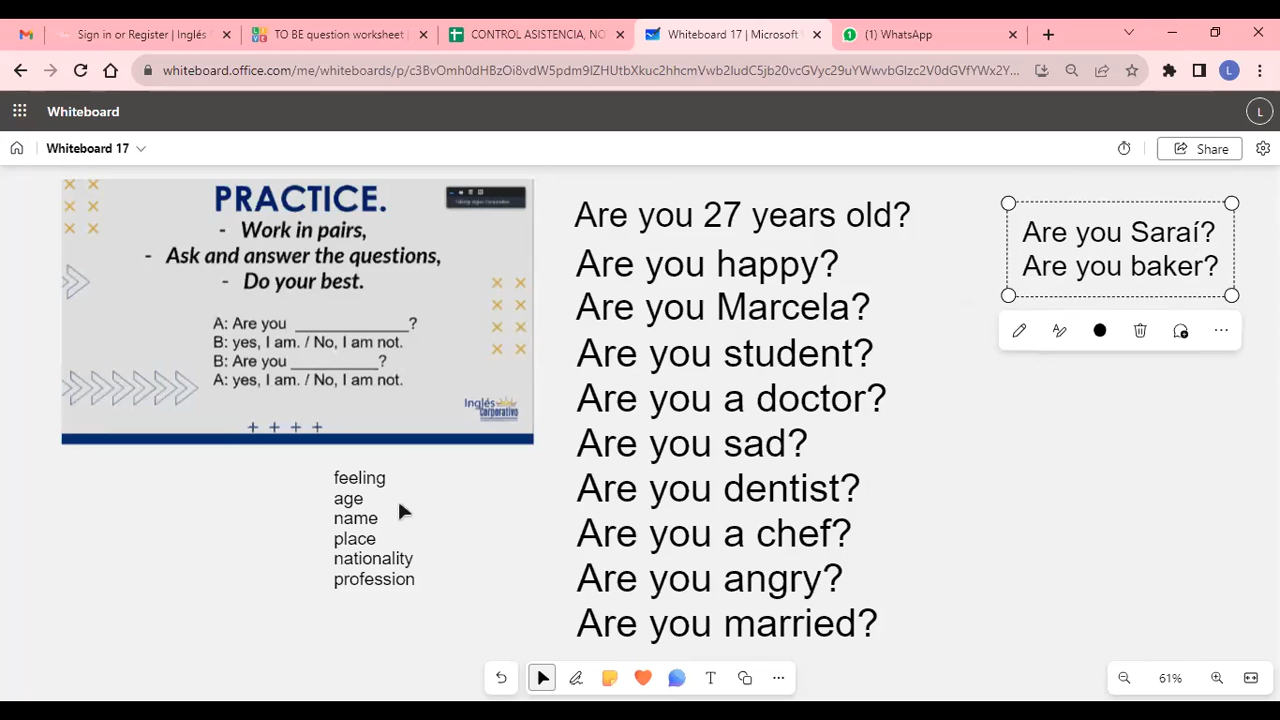 Sign in or Register | Inglés
TO BE question worksheet
CONTROL ASISTENCIA, NO
Whiteboard 17 | Microsoft
(1) WhatsApp
Whiteboard
L
L
Whiteboard 17
Share
PRACTICE.
- Work in pairs,
- Ask and answer the questions,
- Do your best.
A: Are you ____________?
B: yes, I am. / No, I am not.
B: Are you __________?
A: yes, I am. / No, I am not.
Inglés
Corporativo
feeling
age
name
place
nationality
profession
Are you 27 years old?
Are you happy?
Are you Marcela?
Are you student?
Are you a doctor?
Are you sad?
Are you dentist?
Are you a chef?
Are you angry?
Are you married?
Are you Saraí?
Are you baker?
61%